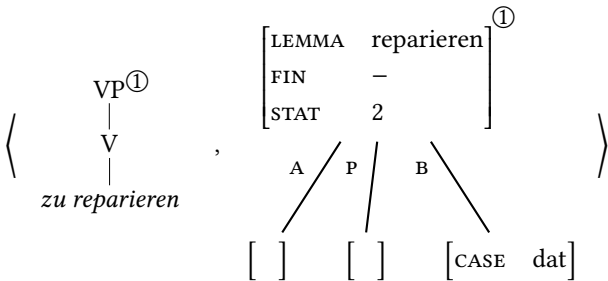 LEMMA reparieren ①
FIN −
STAT 2
VP①
V
zu reparieren
,
A P B
[ ] [ ] [CASE dat]